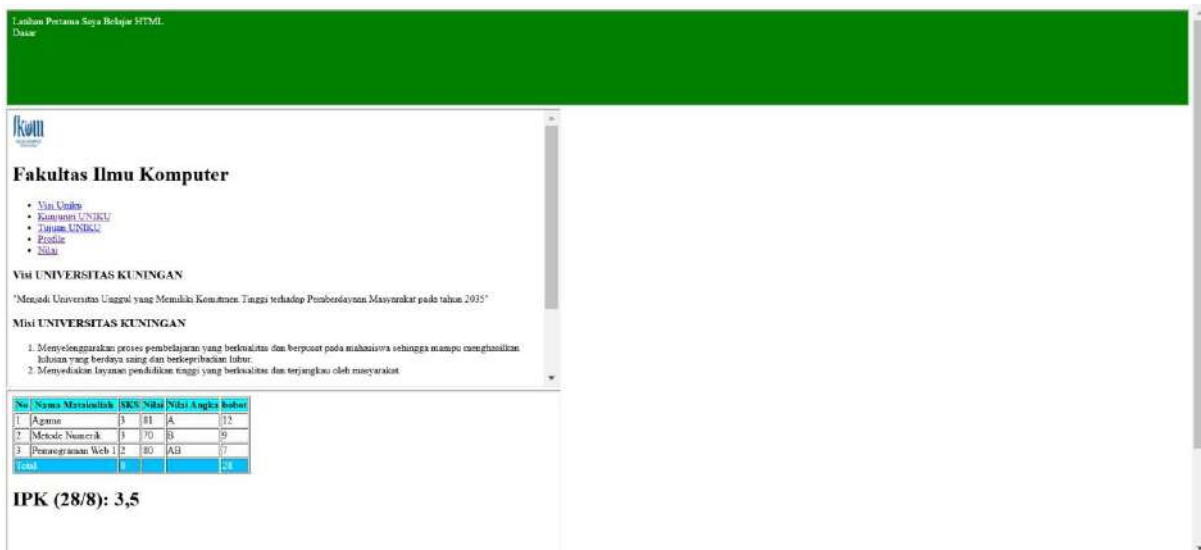 Latihan Pertama Saya Belajar HTML
Dasar
fkom
Fakultas Ilmu Komputer
Visi Uniku
Kunjungi UNIKU
Tujuan UNIKU
Profile
Nilai
Visi UNIVERSITAS KUNINGAN
"Menjadi Universitas Unggul yang Memiliki Komitmen Tinggi terhadap Pemberdayaan Masyarakat pada tahun 2035"
Misi UNIVERSITAS KUNINGAN
1. Menyelenggarakan proses pembelajaran yang berkualitas dan berpusat pada mahasiswa sehingga mampu menghasilkan
lulusan yang berdaya saing dan berkepribadian luhur.
2. Menyediakan layanan pendidikan tinggi yang berkualitas dan terjangkau oleh masyarakat
No Nama Matakuliah SKS Nilai Nilai Angka bobot
1 Agama 3 81 A 12
2 Metode Numerik 3 70 B 9
3 Pemrograman Web 1 2 80 AB 7
Total 8 28
IPK (28/8): 3,5